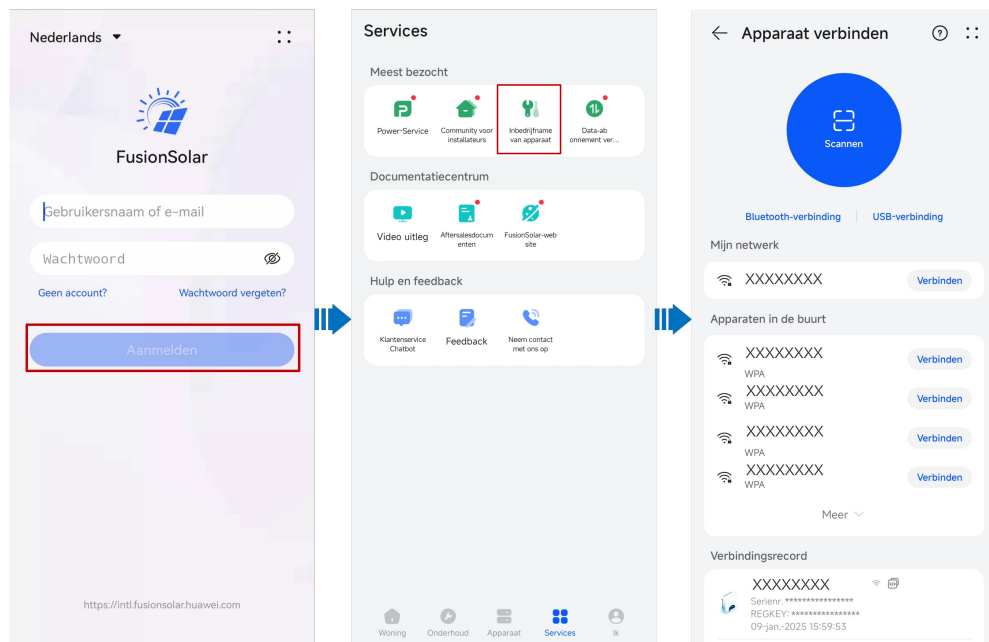 Nederlands
FusionSolar
Gebruikersnaam of e-mail
Wachtwoord
Geen account?
Wachtwoord vergeten?
Aanmelden
https://intl.fusionsolar.huawei.com
Services
Meest bezocht
Power-Service
Community voor
installateurs
Inbedrijfname
van apparaat
Data-ab
onnement ver...
Documentatiecentrum
Video uitleg
Aftersalesdocum
enten
FusionSolar-web
site
Hulp en feedback
Klantenservice
Chatbot
Feedback
Neem contact
met ons op
Woning
Onderhoud
Apparaat
Services
Ik
Apparaat verbinden
Scannen
Bluetooth-verbinding
USB-verbinding
Mijn netwerk
XXXXXXXX
Verbinden
Apparaten in de buurt
XXXXXXXX
WPA
Verbinden
XXXXXXXX
WPA
Verbinden
XXXXXXXX
WPA
Verbinden
XXXXXXXX
WPA
Verbinden
Meer
Verbindingsrecord
XXXXXXXX
Serienr. ****************
REGKEY: ****************
09-jan.-2025 15:59:53